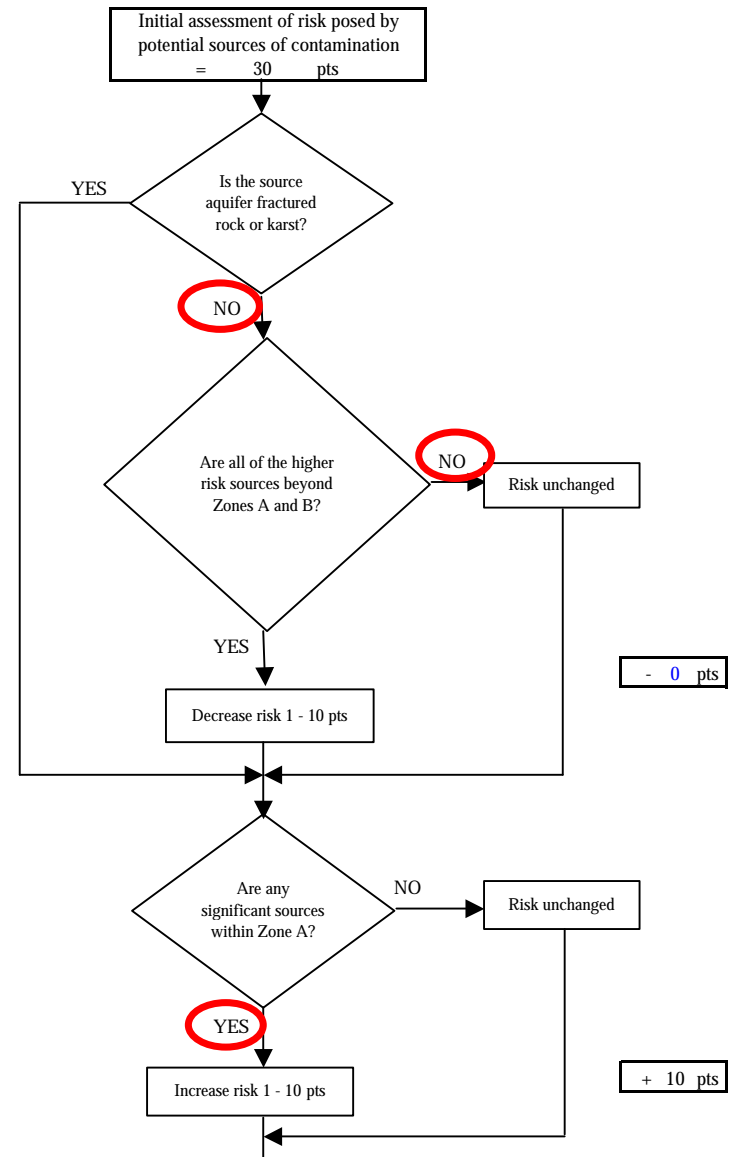 Initial assessment of risk posed by
potential sources of contamination
= 30 pts
YES
Is the source
aquifer fractured
rock or karst?
NO
Are all of the higher
risk sources beyond
Zones A and B?
NO
Risk unchanged
YES
- 0 pts
Decrease risk 1 - 10 pts
Are any
significant sources
within Zone A?
NO
Risk unchanged
YES
Increase risk 1 - 10 pts
+ 10 pts